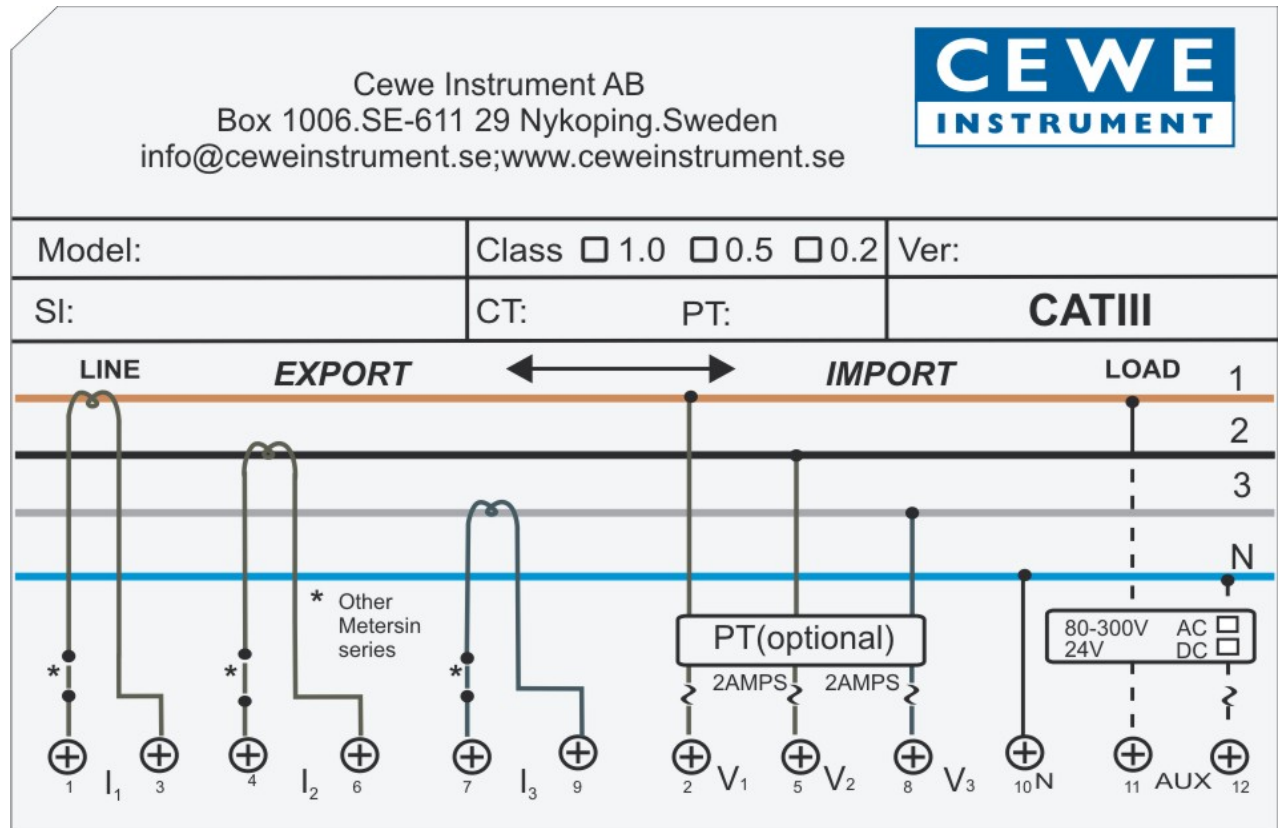 Cewe Instrument AB
Box 1006.SE-611 29 Nykoping.Sweden
info@ceweinstrument.se;www.ceweinstrument.se
CEWE
INSTRUMENT
Model:
Class 1.0 0.5 0.2
Ver:
SI:
CT: PT:
CATIII
LINE EXPORT IMPORT LOAD 1
2
3
N
* Other
Metersin
series
* * *
PT(optional)
2AMPS 2AMPS
80-300V AC
24V DC
1 I1 3 4 I2 6 7 I3 9 2 V1 5 V2 8 V3 10 N 11 AUX 12